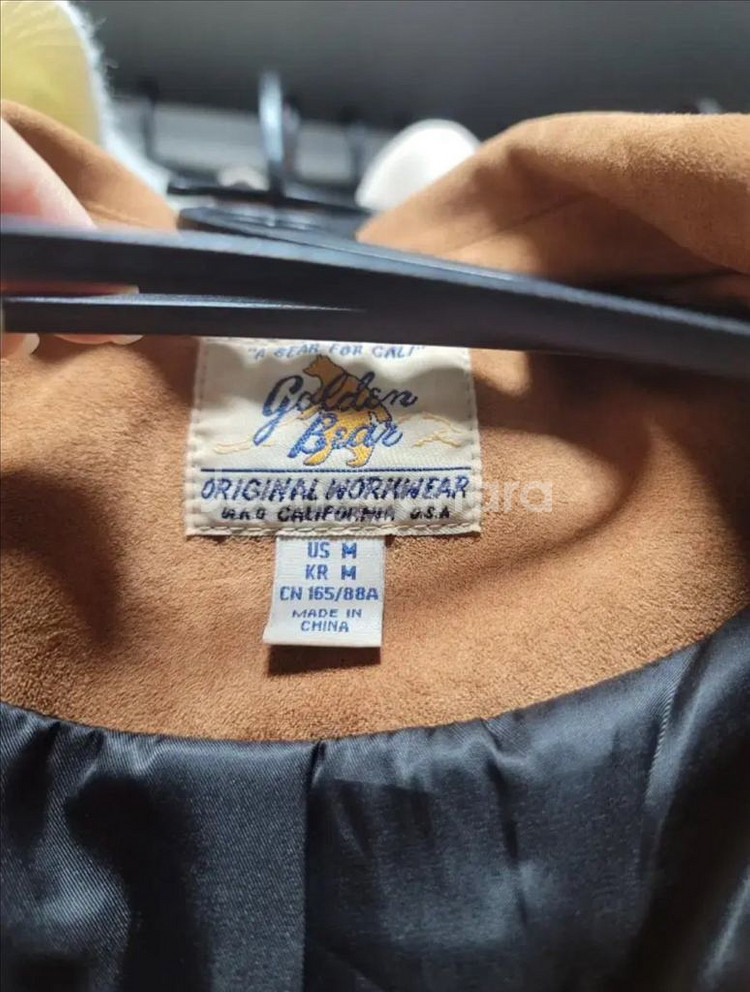 "A BEAR FOR CALI"
Golden
Bear
ORIGINAL WORKWEAR
CALIFORNIA U.S.A
US M
KR M
CN 165/88A
MADE IN
CHINA